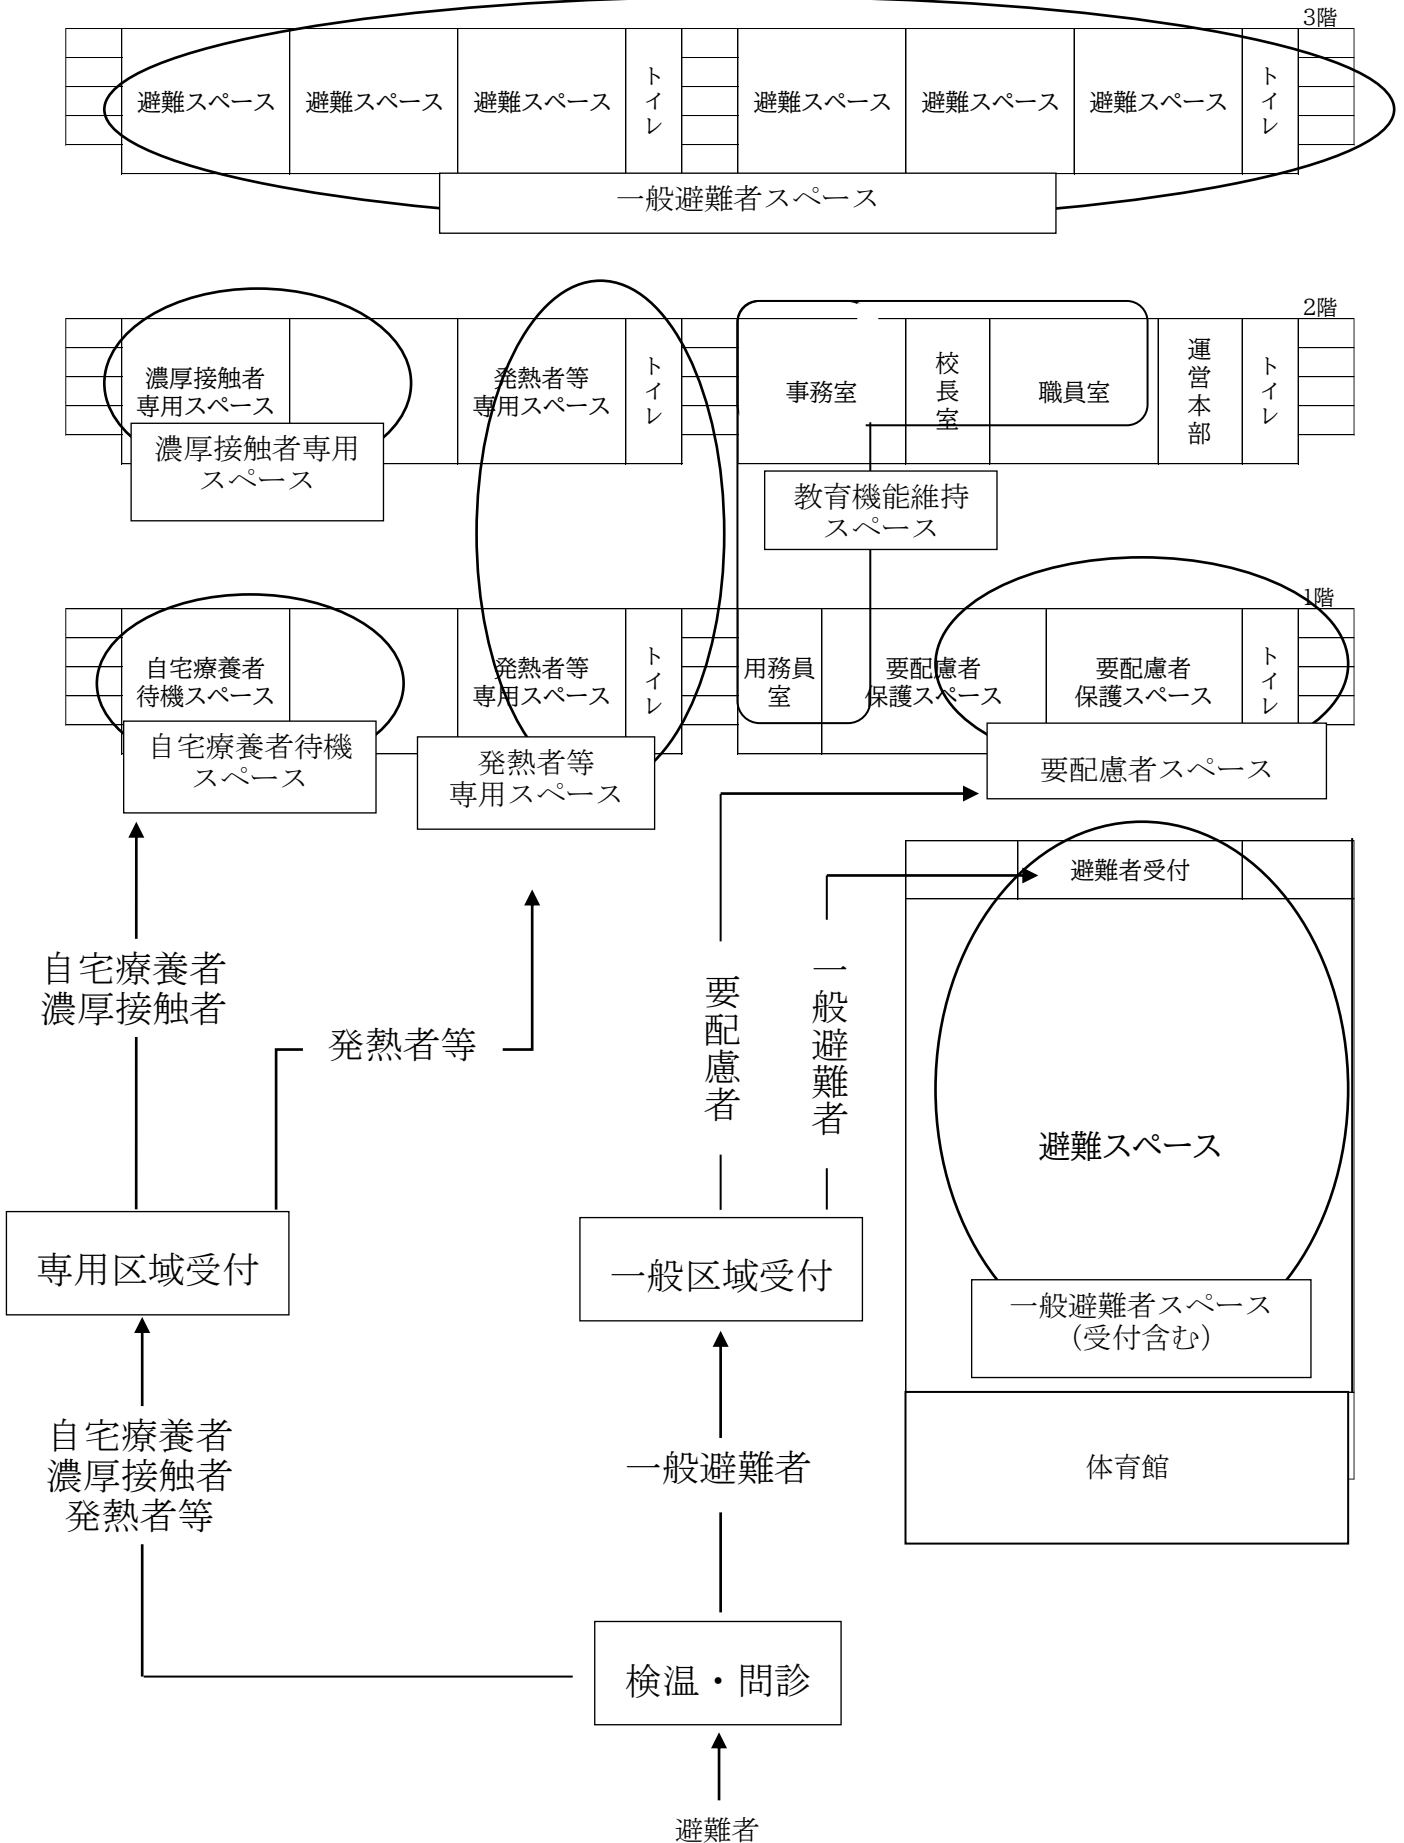 3階
避難スペース 避難スペース 避難スペース トイレ 避難スペース 避難スペース 避難スペース トイレ
一般避難者スペース
2階
濃厚接触者
専用スペース
発熱者等
専用スペース
トイレ
事務室
校長室
職員室
運営本部
トイレ
濃厚接触者専用
スペース
教育機能維持
スペース
1階
自宅療養者
待機スペース
発熱者等
専用スペース
トイレ
用務員
室
要配慮者
保護スペース
要配慮者
保護スペース
トイレ
自宅療養者待機
スペース
発熱者等
専用スペース
要配慮者スペース
避難者受付
自宅療養者
濃厚接触者
発熱者等
要配慮者
一般避難者
避難スペース
専用区域受付
一般区域受付
一般避難者スペース
(受付含む)
自宅療養者
濃厚接触者
発熱者等
一般避難者
体育館
検温・問診
避難者